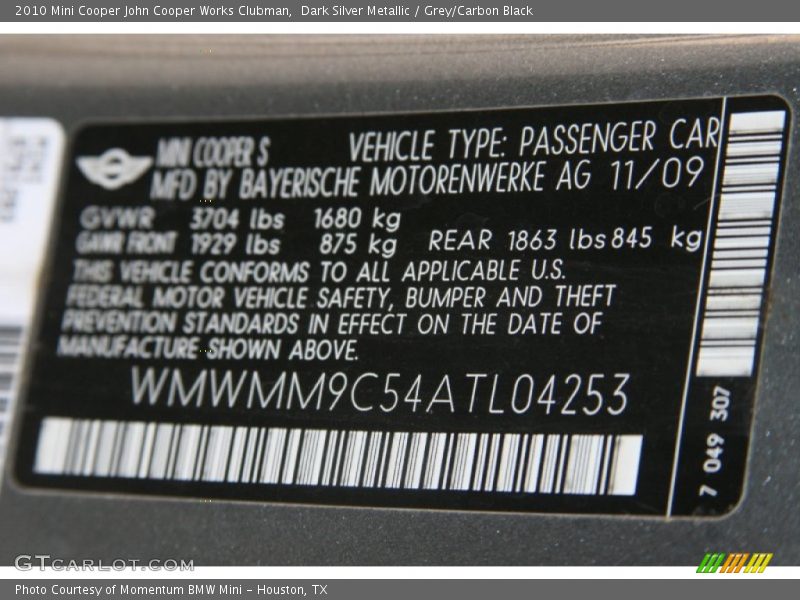 2010 Mini Cooper John Cooper Works Clubman,  Dark Silver Metallic / Grey/Carbon Black
MINI COOPER S VEHICLE TYPE: PASSENGER CAR
MFD BY BAYERISCHE MOTORENWERKE AG 11/09
GVWR 3704 lbs 1680 kg
GAWR FRONT 1929 lbs 875 kg REAR 1863 lbs 845 kg
THIS VEHICLE CONFORMS TO ALL APPLICABLE U.S.
FEDERAL MOTOR VEHICLE SAFETY, BUMPER AND THEFT
PREVENTION STANDARDS IN EFFECT ON THE DATE OF
MANUFACTURE SHOWN ABOVE.
WMWMM9C54ATL04253
7 049 307
GTCARLOT.COM
Photo Courtesy of Momentum BMW Mini - Houston, TX